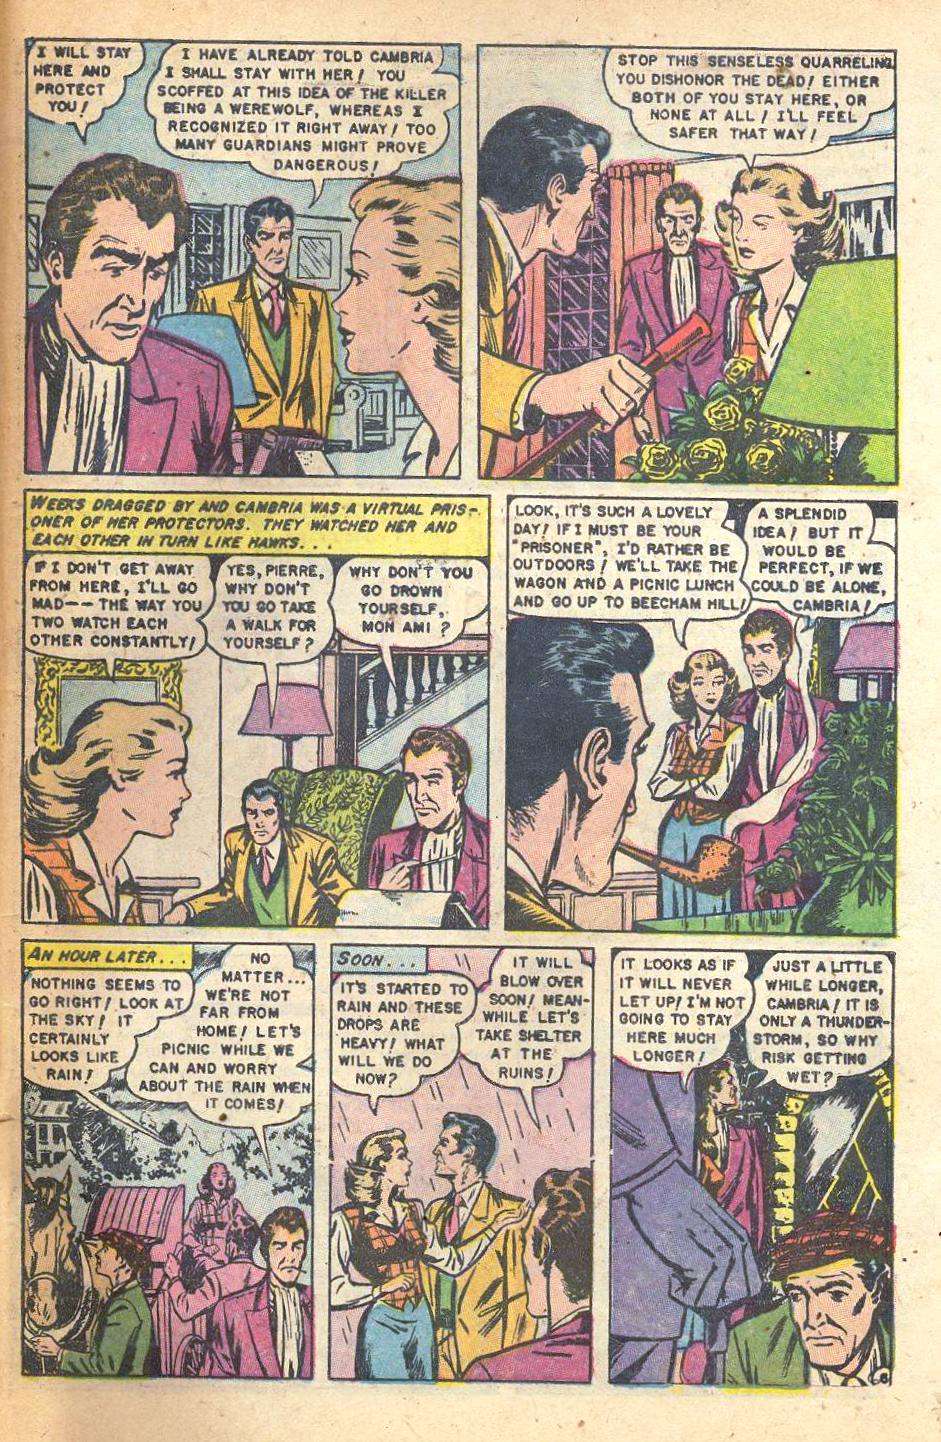 I WILL STAY
HERE AND
PROTECT
YOU!
I HAVE ALREADY TOLD CAMBRIA
I SHALL STAY WITH HER! YOU
SCOFFED AT THIS IDEA OF THE KILLER
BEING A WEREWOLF, WHEREAS I
RECOGNIZED IT RIGHT AWAY! TOO
MANY GUARDIANS MIGHT PROVE
DANGEROUS!
STOP THIS SENSELESS QUARRELING,
YOU DISHONOR THE DEAD! EITHER
BOTH OF YOU STAY HERE, OR
NONE AT ALL! I'LL FEEL
SAFER THAT WAY!
WEEKS DRAGGED BY AND CAMBRIA WAS A VIRTUAL PRIS-
ONER OF HER PROTECTORS. THEY WATCHED HER AND
EACH OTHER IN TURN LIKE HAWKS...
IF I DON'T GET AWAY
FROM HERE, I'LL GO
MAD-- THE WAY YOU
TWO WATCH EACH
OTHER CONSTANTLY!
YES, PIERRE,
WHY DON'T
YOU GO TAKE
A WALK FOR
YOURSELF?
WHY DON'T YOU
GO DROWN
YOURSELF,
MON AMI?
LOOK, IT'S SUCH A LOVELY
DAY! IF I MUST BE YOUR
"PRISONER", I'D RATHER BE
OUTDOORS! WE'LL TAKE THE
WAGON AND A PICNIC LUNCH
AND GO UP TO BEECHAM HILL!
A SPLENDID
IDEA! BUT IT
WOULD BE
PERFECT, IF WE
COULD BE ALONE,
CAMBRIA!
AN HOUR LATER...
NOTHING SEEMS TO
GO RIGHT! LOOK AT
THE SKY! IT
CERTAINLY
LOOKS LIKE
RAIN!
NO
MATTER...
WE'RE NOT
FAR FROM
HOME! LET'S
PICNIC WHILE WE
CAN AND WORRY
ABOUT THE RAIN WHEN
IT COMES!
SOON...
IT'S STARTED TO
RAIN AND THESE
DROPS ARE
HEAVY! WHAT
WILL WE DO
NOW?
IT WILL
BLOW OVER
SOON! MEAN-
WHILE LET'S
TAKE SHELTER
AT THE
RUINS!
IT LOOKS AS IF
IT WILL NEVER
LET UP! I'M NOT
GOING TO STAY
HERE MUCH
LONGER!
JUST A LITTLE
WHILE LONGER,
CAMBRIA! IT IS
ONLY A THUNDER-
STORM, SO WHY
RISK GETTING
WET?